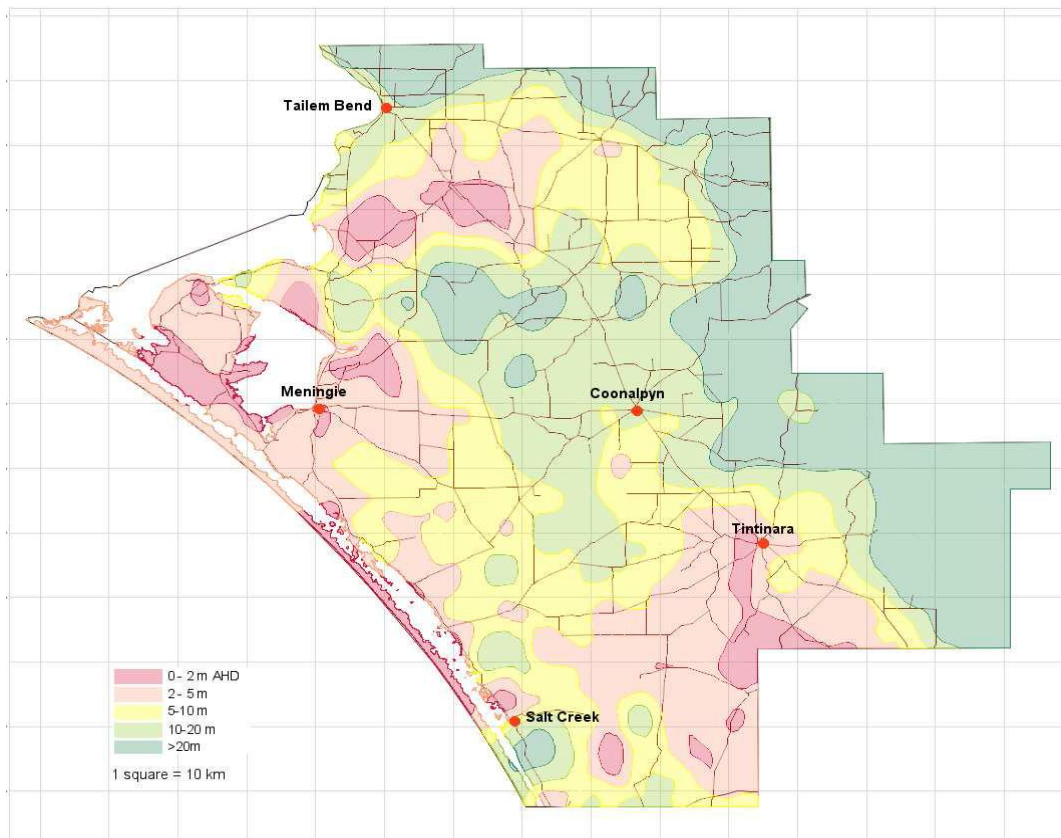 Tailem Bend
Meningie
Coonalpyn
Tintinara
Salt Creek
0- 2 m AHD
2 - 5 m
5-10 m
10-20 m
>20m
1 square = 10 km